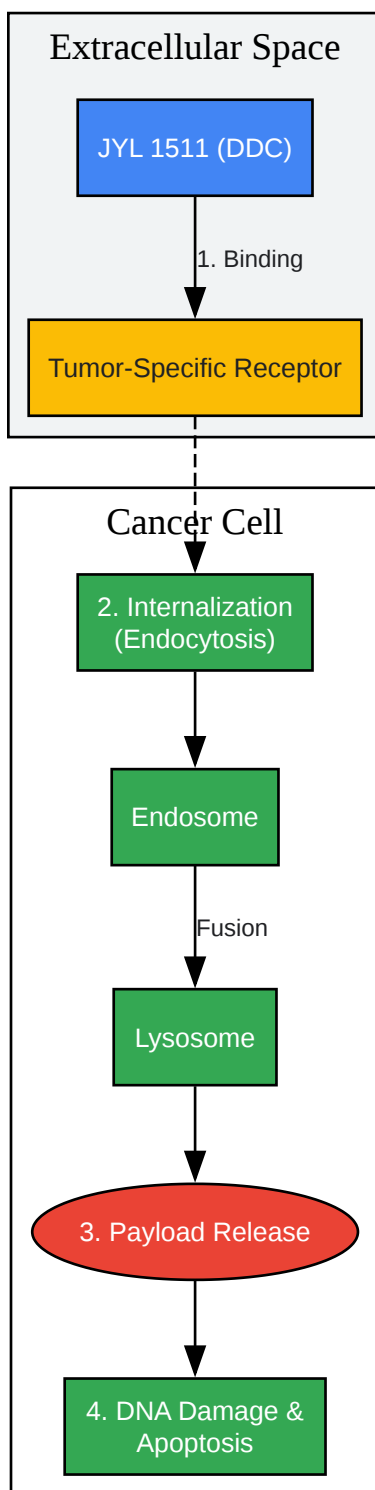 Extracellular Space
JYL 1511 (DDC)
1. Binding
Tumor-Specific Receptor
Cancer Cell
2. Internalization
(Endocytosis)
Endosome
Fusion
Lysosome
3. Payload Release
4. DNA Damage &
Apoptosis